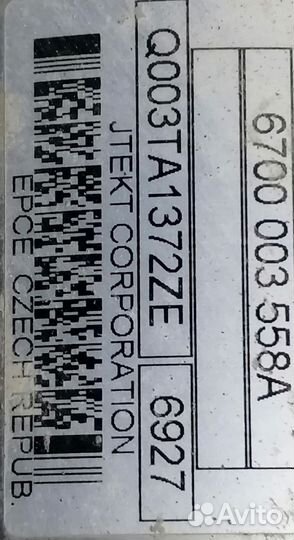 6700 003 558A
Q003TA1372ZE 6927
JTEKT CORPORATION
EPCE CZECH REPUB.
Avito